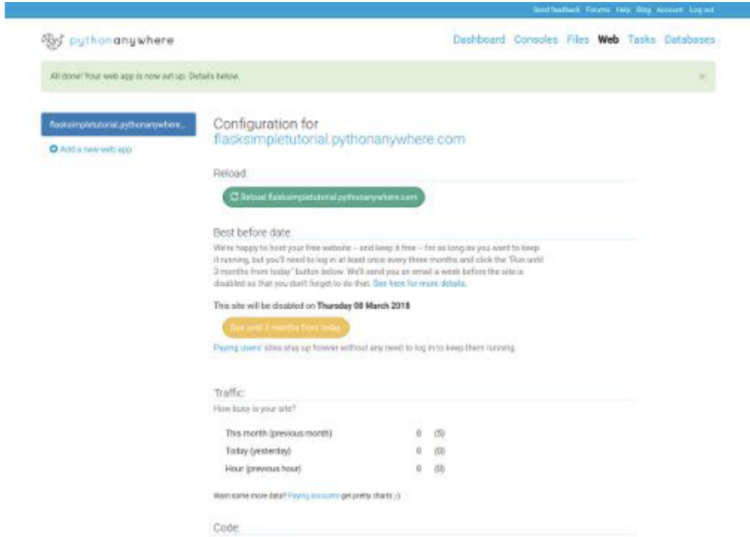 Send feedback Forums Help Blog Account Log out
pythonanywhere
Dashboard Consoles Files Web Tasks Databases
All done! Your web app is now set up. Details below.
×
flasksimpletutorial.pythonanywhere...
Add a new web app
Configuration for
flasksimpletutorial.pythonanywhere.com
Reload:
Reload flasksimpletutorial.pythonanywhere.com
Best before date:
We're happy to host your free website – and keep it free – for as long as you want to keep
it running, but you'll need to log in at least once every three months and click the "Run until
3 months from today" button below. We'll send you an email a week before the site is
disabled so that you don't forget to do that. See here for more details.
This site will be disabled on Thursday 08 March 2018
Run until 3 months from today
Paying users' sites stay up forever without any need to log in to keep them running.
Traffic:
How busy is your site?
This month (previous month) 0 (5)
Today (yesterday) 0 (0)
Hour (previous hour) 0 (0)
Want some more data? Paying accounts get pretty charts ;-)
Code: